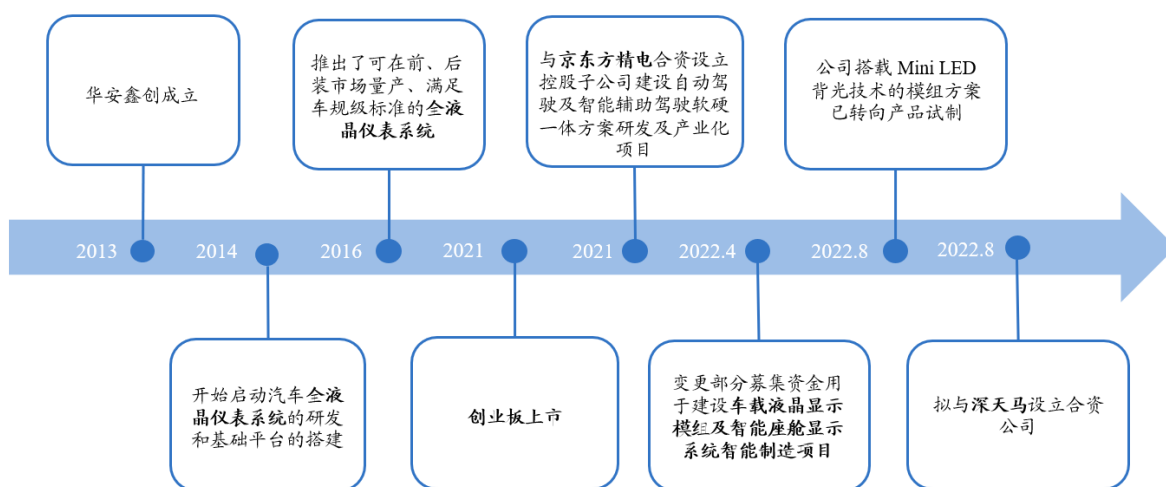 华安鑫创成立
推出了可在前、后
装市场量产、满足
车规级标准的全液
晶仪表系统
与京东方精电合资设立
控股子公司建设自动驾
驶及智能辅助驾驶软硬
一体方案研发及产业化
项目
公司搭载 Mini LED
背光技术的模组方案
已转向产品试制
2013
2014
2016
2021
2021
2022.4
2022.8
2022.8
开始启动汽车全液
晶仪表系统的研发
和基础平台的搭建
创业板上市
变更部分募集资金用
于建设车载液晶显示
模组及智能座舱显示
系统智能制造项目
拟与深天马设立合资
公司